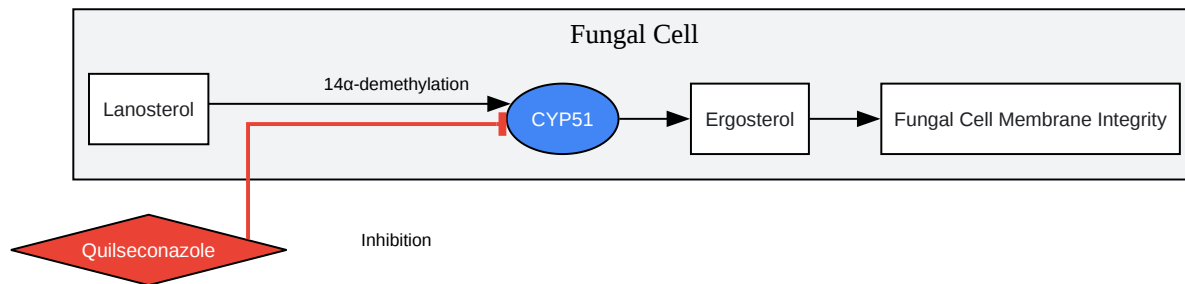 Fungal Cell
14α-demethylation
Lanosterol
CYP51
Ergosterol
Fungal Cell Membrane Integrity
Quilseconazole
Inhibition